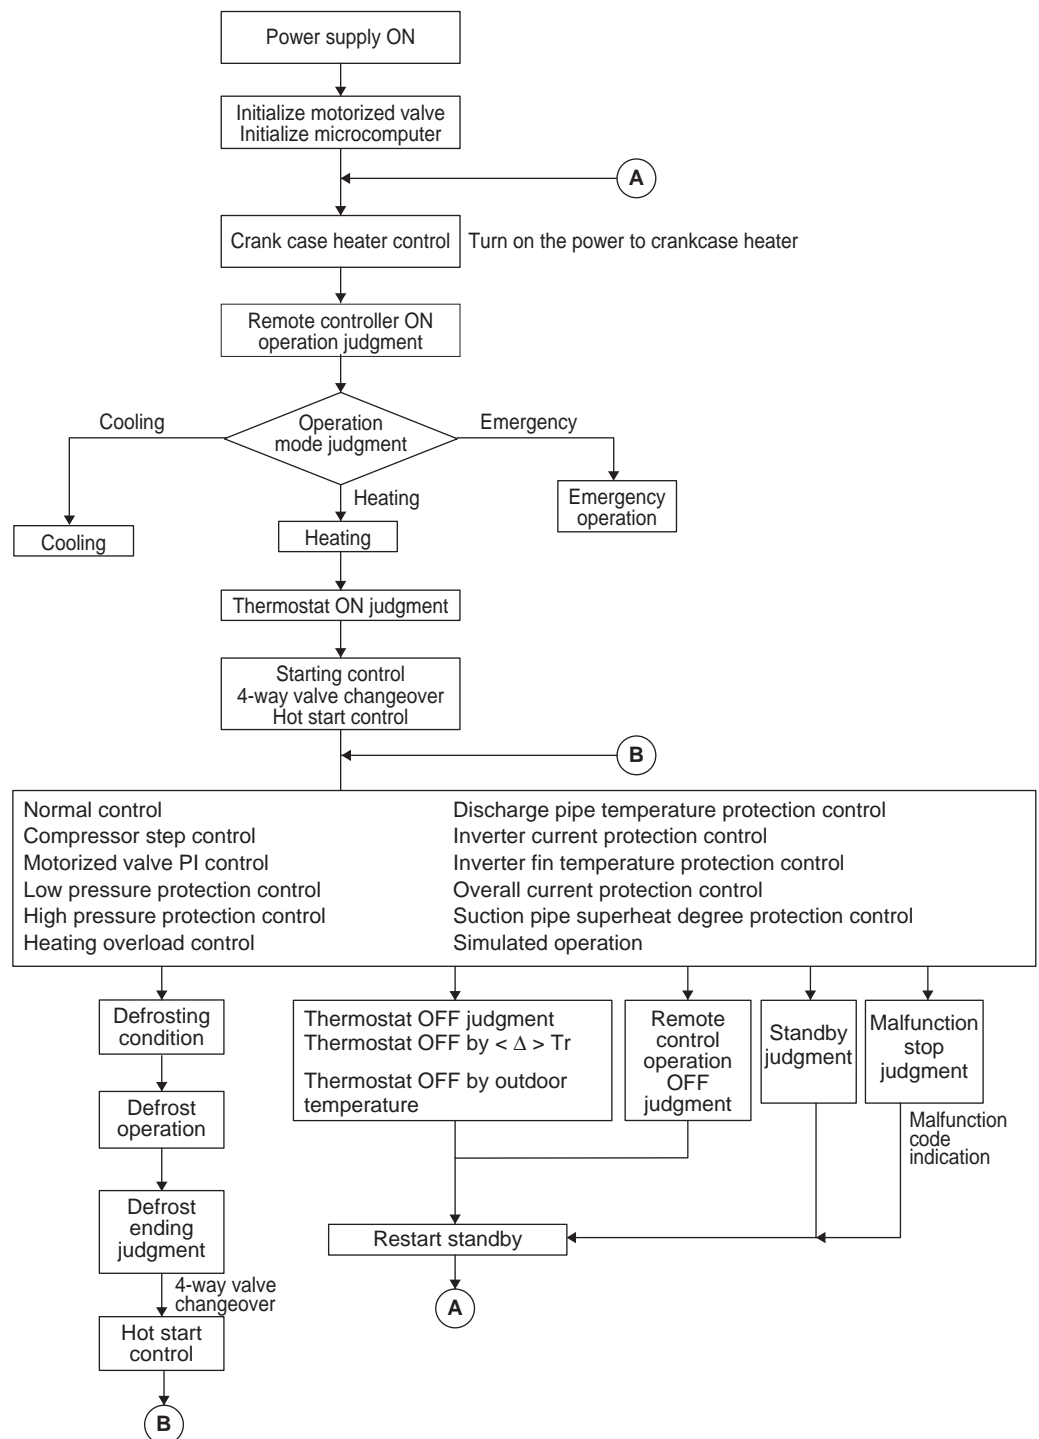 Power supply ON
Initialize motorized valve
Initialize microcomputer
A
Crank case heater control
Turn on the power to crankcase heater
Remote controller ON
operation judgment
Cooling
Operation
mode judgment
Emergency
Heating
Emergency
operation
Cooling
Heating
Thermostat ON judgment
Starting control
4-way valve changeover
Hot start control
B
Normal control
Compressor step control
Motorized valve PI control
Low pressure protection control
High pressure protection control
Heating overload control
Discharge pipe temperature protection control
Inverter current protection control
Inverter fin temperature protection control
Overall current protection control
Suction pipe superheat degree protection control
Simulated operation
Defrosting
condition
Defrost
operation
Defrost
ending
judgment
4-way valve
changeover
Hot start
control
B
Thermostat OFF judgment
Thermostat OFF by < Δ > Tr
Thermostat OFF by outdoor
temperature
Remote
control
operation
OFF
judgment
Standby
judgment
Malfunction
stop
judgment
Malfunction
code
indication
Restart standby
A